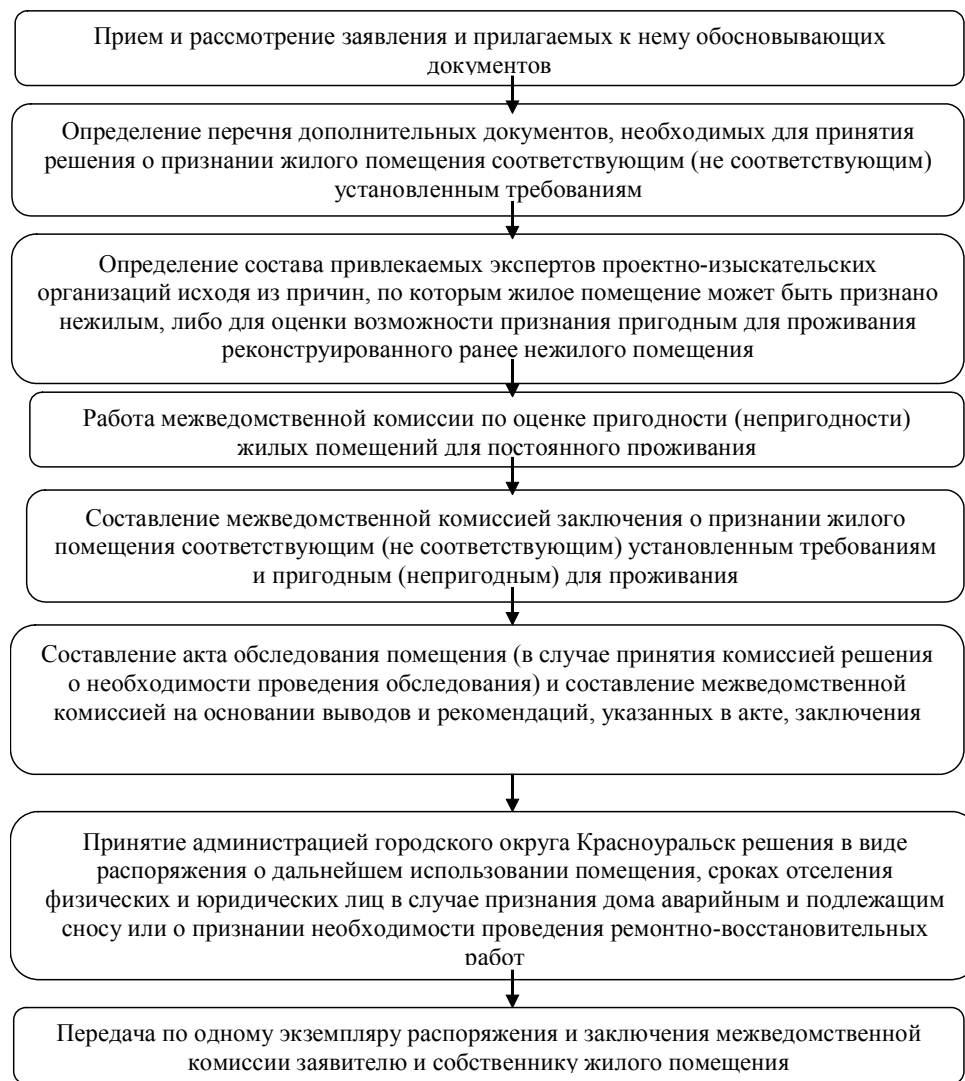 Прием и рассмотрение заявления и прилагаемых к нему обосновывающих
документов
Определение перечня дополнительных документов, необходимых для принятия
решения о признании жилого помещения соответствующим (не соответствующим)
установленным требованиям
Определение состава привлекаемых экспертов проектно-изыскательских
организаций исходя из причин, по которым жилое помещение может быть признано
нежилым, либо для оценки возможности признания пригодным для проживания
реконструированного ранее нежилого помещения
Работа межведомственной комиссии по оценке пригодности (непригодности)
жилых помещений для постоянного проживания
Составление межведомственной комиссией заключения о признании жилого
помещения соответствующим (не соответствующим) установленным требованиям
и пригодным (непригодным) для проживания
Составление акта обследования помещения (в случае принятия комиссией решения
о необходимости проведения обследования) и составление межведомственной
комиссией на основании выводов и рекомендаций, указанных в акте, заключения
Принятие администрацией городского округа Красноуральск решения в виде
распоряжения о дальнейшем использовании помещения, сроках отселения
физических и юридических лиц в случае признания дома аварийным и подлежащим
сносу или о признании необходимости проведения ремонтно-восстановительных
работ
Передача по одному экземпляру распоряжения и заключения межведомственной
комиссии заявителю и собственнику жилого помещения